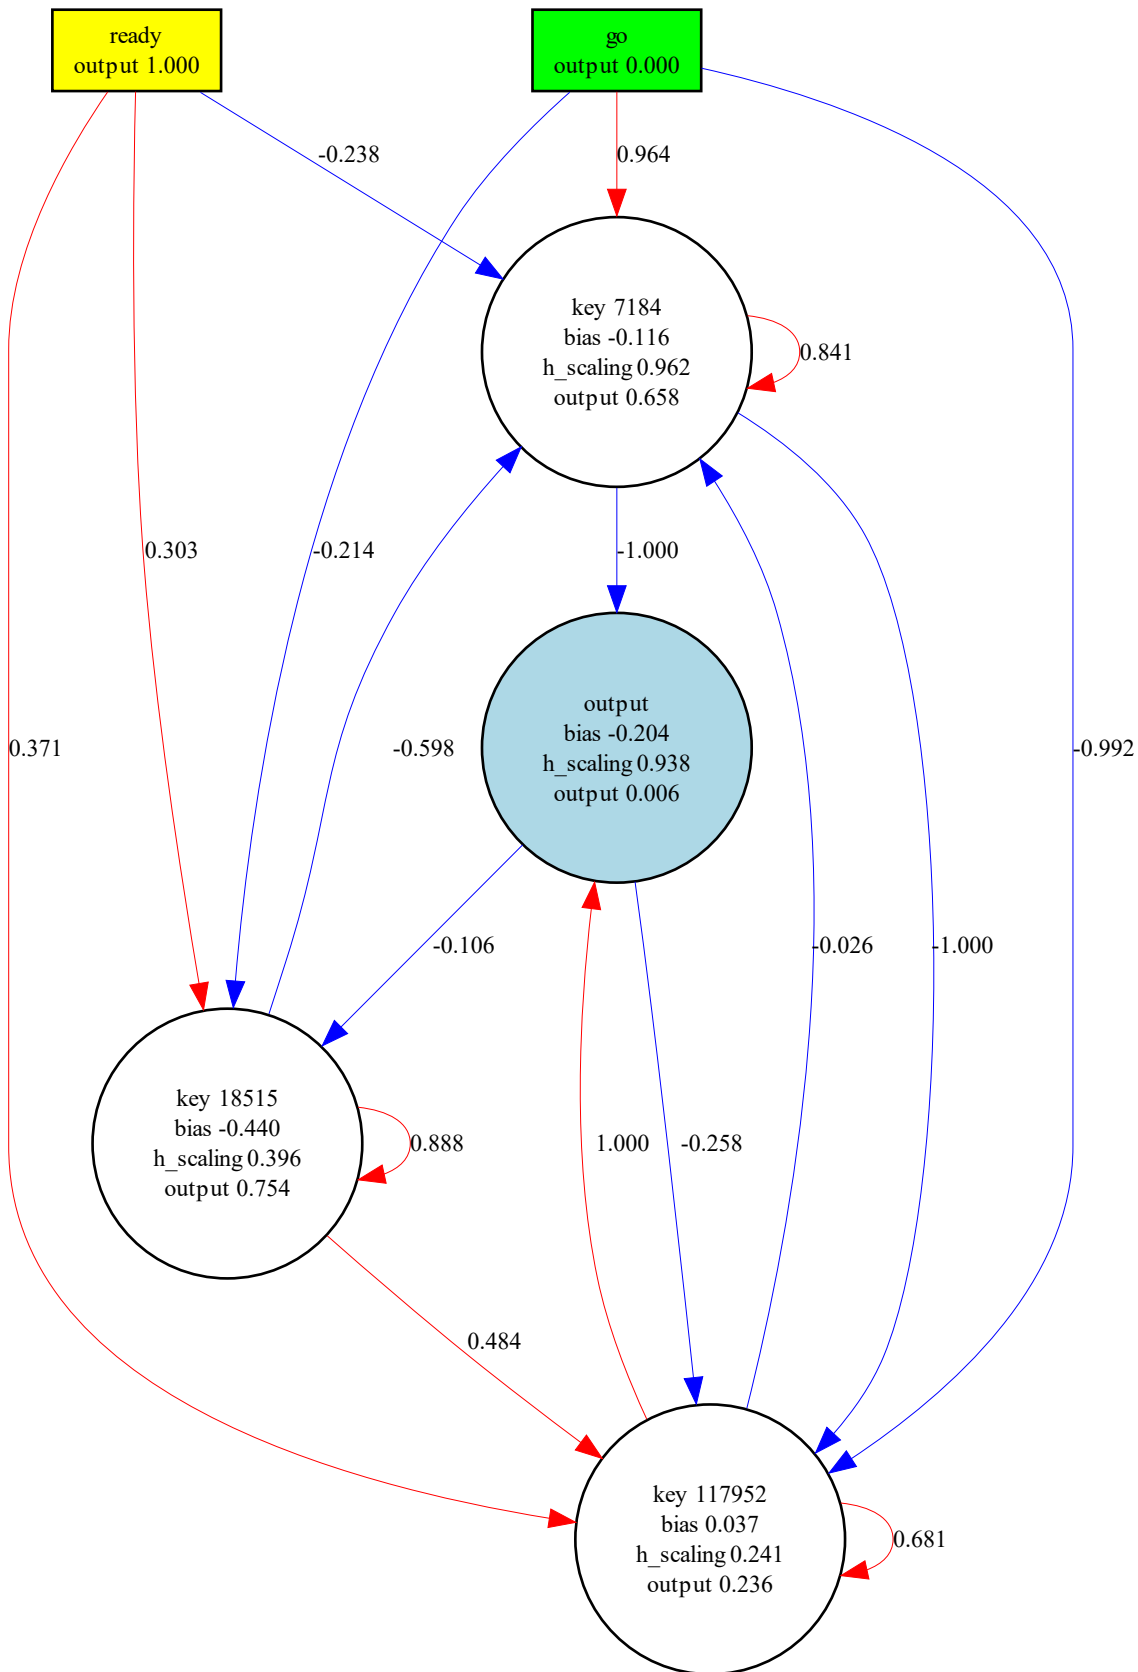 ready
output 1.000
go
output 0.000
-0.238
0.964
key 7184
bias -0.116
h_scaling 0.962
output 0.658
0.841
0.303
-0.214
-1.000
output
bias -0.204
h_scaling 0.938
output 0.006
0.371
-0.598
-0.992
-0.106
-0.026
-1.000
key 18515
bias -0.440
h_scaling 0.396
output 0.754
0.888
1.000
-0.258
0.484
key 117952
bias 0.037
h_scaling 0.241
output 0.236
0.681